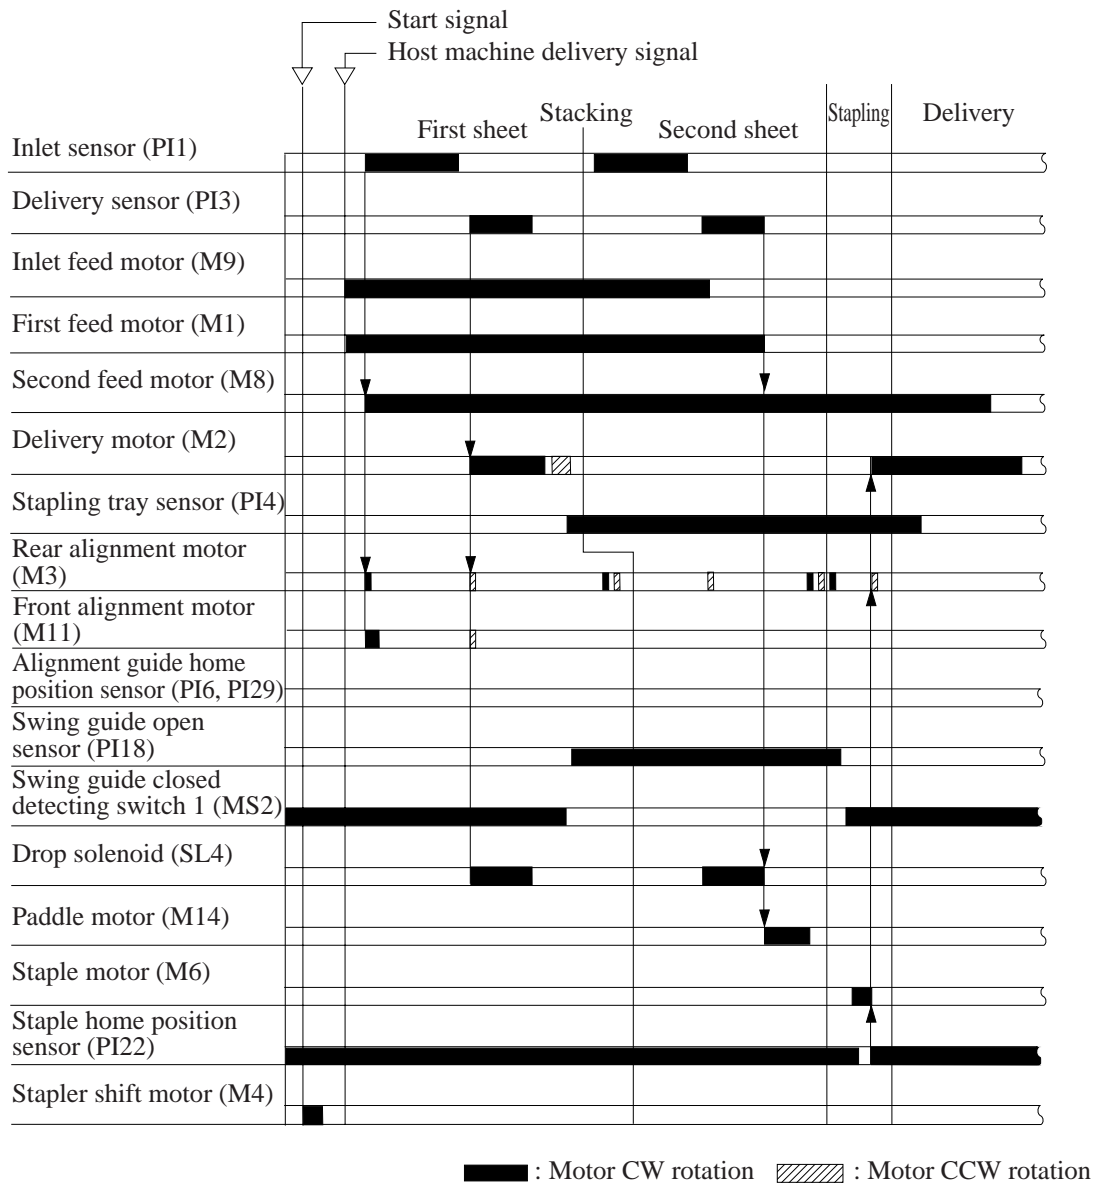 Start signal
Host machine delivery signal
First sheet
Stacking
Second sheet
Stapling
Delivery
Inlet sensor (PI1)
Delivery sensor (PI3)
Inlet feed motor (M9)
First feed motor (M1)
Second feed motor (M8)
Delivery motor (M2)
Stapling tray sensor (PI4)
Rear alignment motor
(M3)
Front alignment motor
(M11)
Alignment guide home
position sensor (PI6, PI29)
Swing guide open
sensor (PI18)
Swing guide closed
detecting switch 1 (MS2)
Drop solenoid (SL4)
Paddle motor (M14)
Staple motor (M6)
Staple home position
sensor (PI22)
Stapler shift motor (M4)
: Motor CW rotation
: Motor CCW rotation